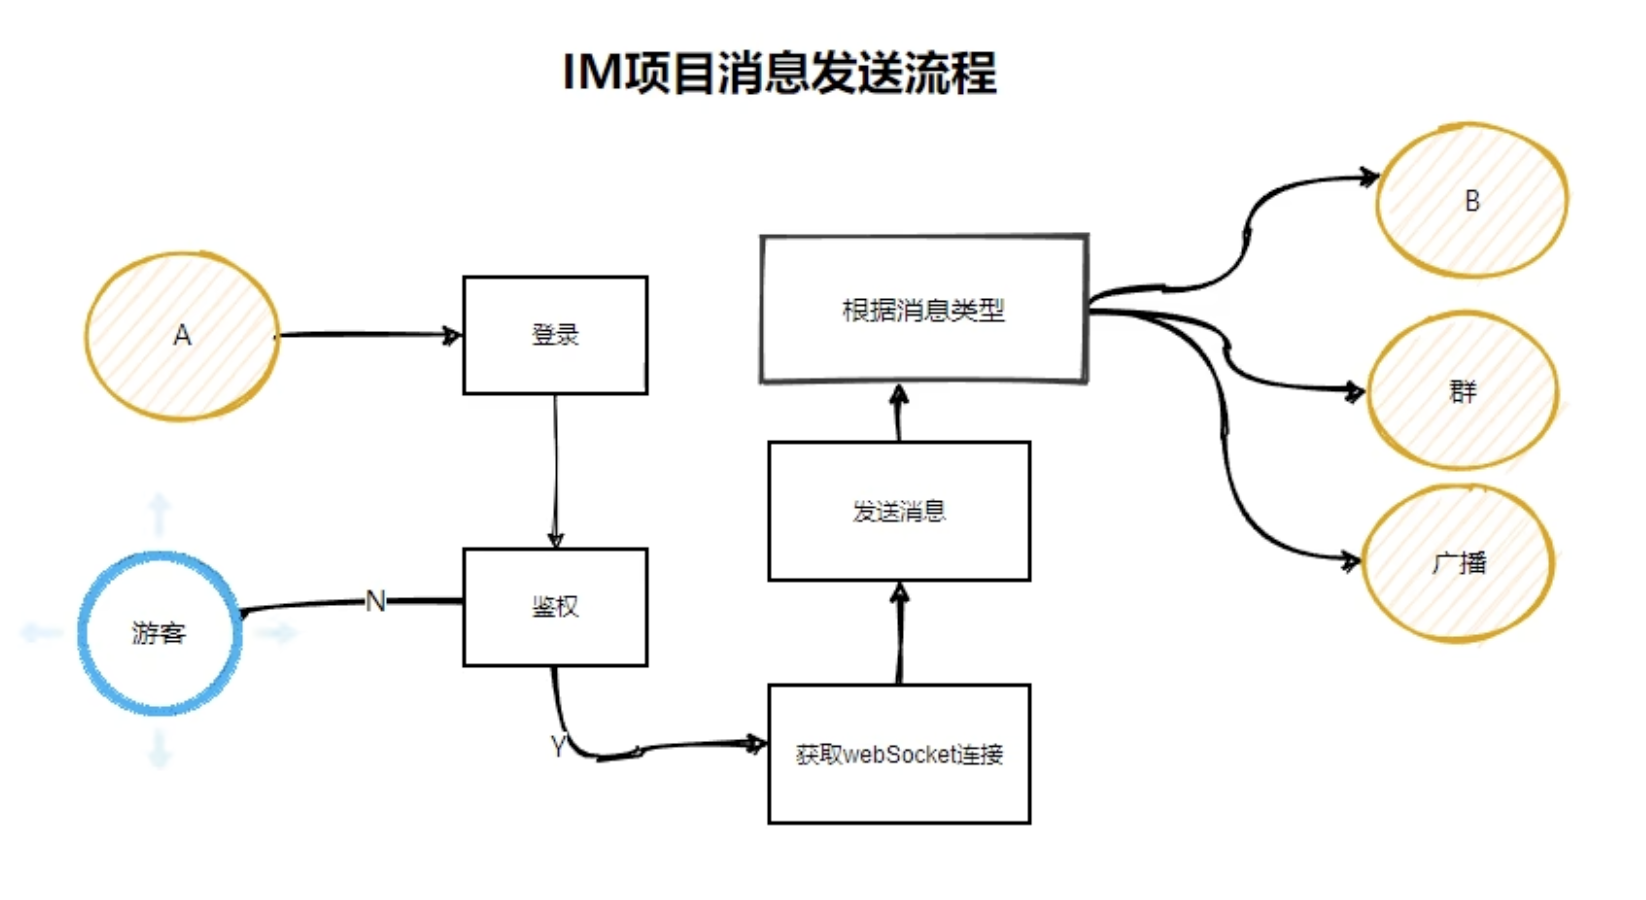 IM项目消息发送流程
A
登录
鉴权
N
游客
Y
获取webSocket连接
发送消息
根据消息类型
B
群
广播